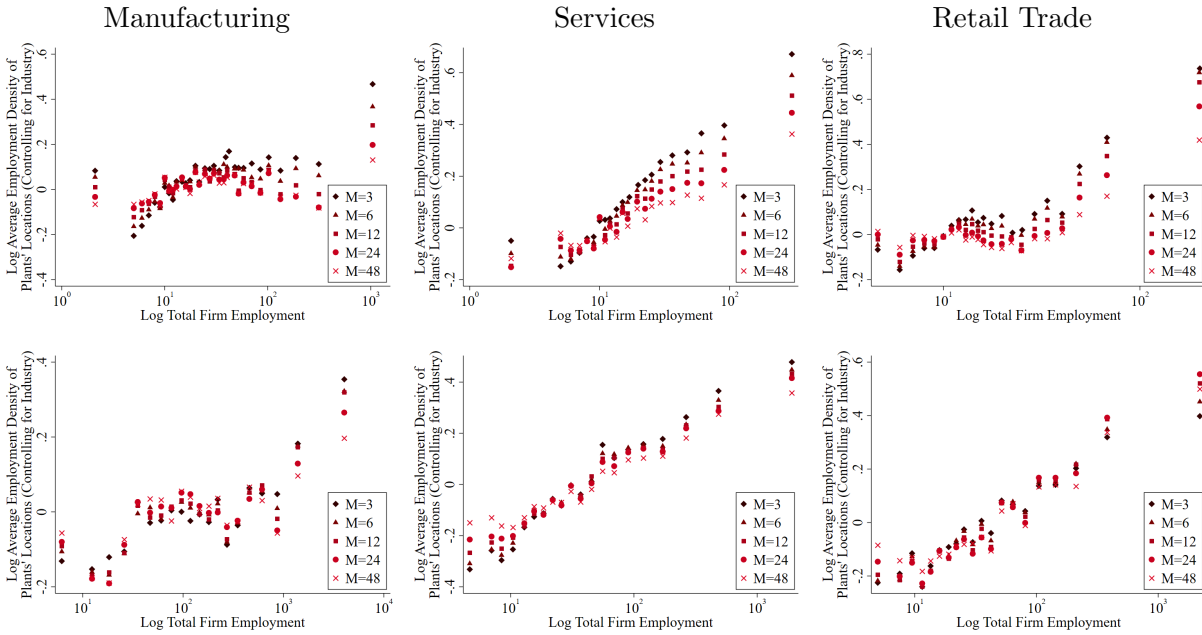 Manufacturing
Services
Retail Trade
Log Average Employment Density of
Plants' Locations (Controlling for Industry)
.6
.4
.2
0
-.2
-.4
10^0
10^1
10^2
10^3
Log Total Firm Employment
M=3
M=6
M=12
M=24
M=48
Log Average Employment Density of
Plants' Locations (Controlling for Industry)
.6
.4
.2
0
-.2
10^0
10^1
10^2
Log Total Firm Employment
M=3
M=6
M=12
M=24
M=48
Log Average Employment Density of
Plants' Locations (Controlling for Industry)
.8
.6
.4
.2
0
-.2
10^1
10^2
Log Total Firm Employment
M=3
M=6
M=12
M=24
M=48
Log Average Employment Density of
Plants' Locations (Controlling for Industry)
.4
.2
0
-.2
10^1
10^2
10^3
10^4
Log Total Firm Employment
M=3
M=6
M=12
M=24
M=48
Log Average Employment Density of
Plants' Locations (Controlling for Industry)
.4
.2
0
-.2
-.4
10^1
10^2
10^3
Log Total Firm Employment
M=3
M=6
M=12
M=24
M=48
Log Average Employment Density of
Plants' Locations (Controlling for Industry)
.6
.4
.2
0
-.2
10^1
10^2
10^3
Log Total Firm Employment
M=3
M=6
M=12
M=24
M=48